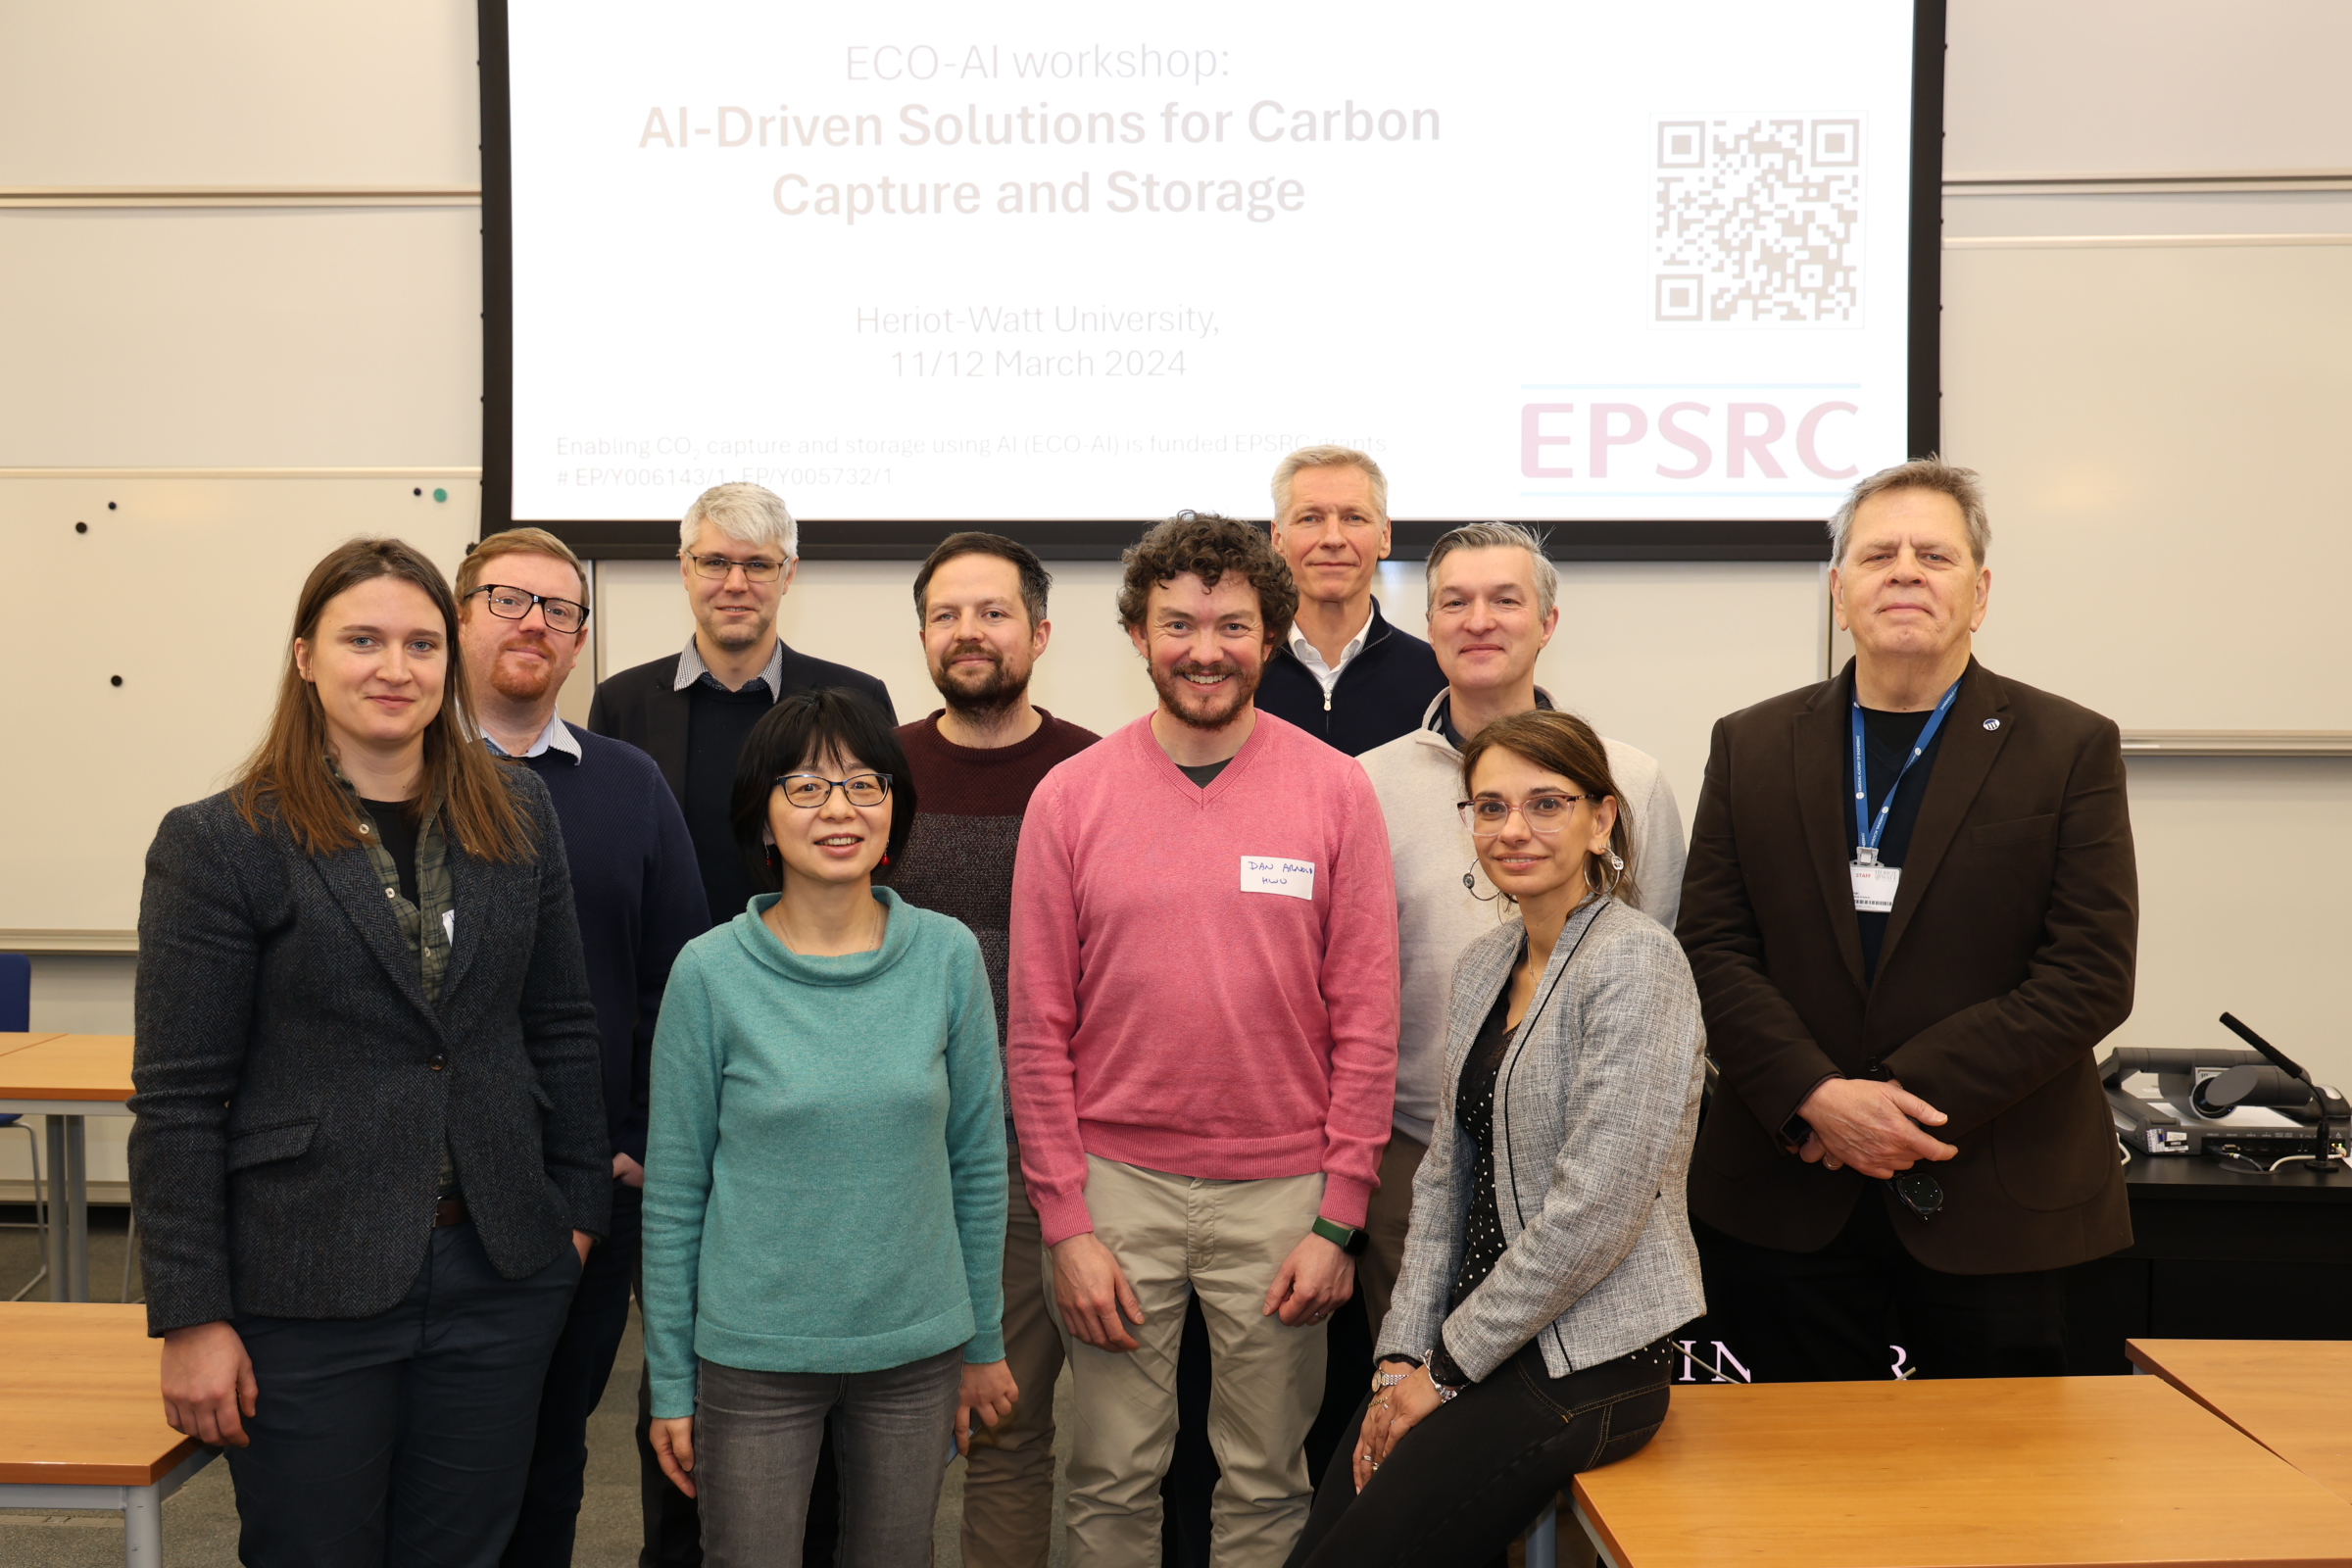 ECO-AI workshop:
AI-Driven Solutions for Carbon
Capture and Storage
Heriot-Watt University,
11/12 March 2024
EPSRC
Enabling CO₂ capture and storage using AI (ECO-AI) is funded EPSRC grants
# EP/Y006143/1, EP/Y005732/1
DAN ARNOLD
HWU
STAFF